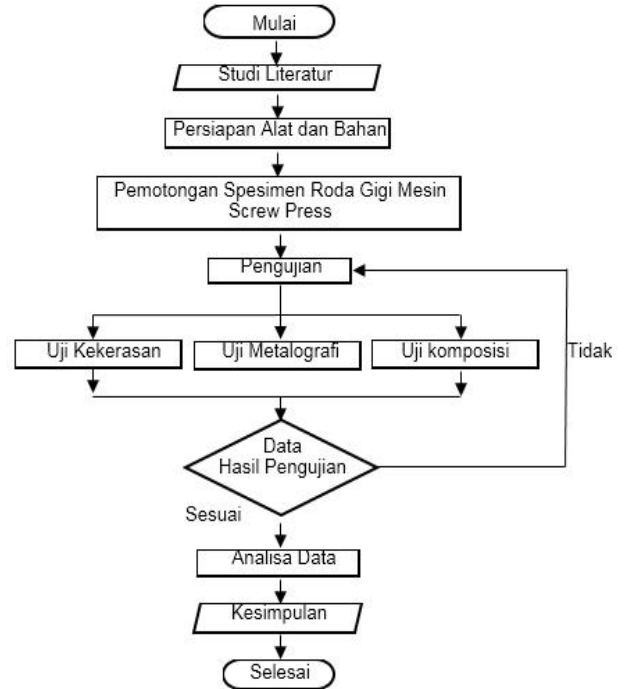 Mulai
Studi Literatur
Persiapan Alat dan Bahan
Pemotongan Spesimen Roda Gigi Mesin
Screw Press
Pengujian
Uji Kekerasan
Uji Metalografi
Uji komposisi
Tidak
Data
Hasil Pengujian
Sesuai
Analisa Data
Kesimpulan
Selesai